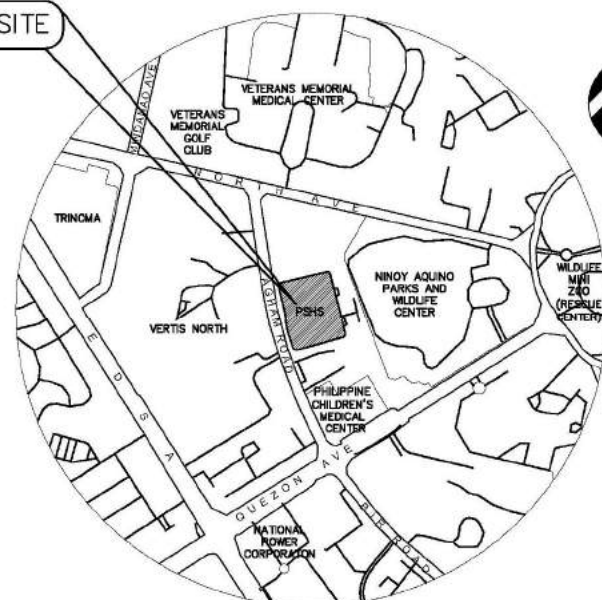 SITE
MINDANAO AVE
VETERANS MEMORIAL
MEDICAL CENTER
VETERANS
MEMORIAL
GOLF
CLUB
NORTH AVE
TRINOMA
NINOY AQUINO
PARKS AND
WILDLIFE
CENTER
WILDLIFE
MINI
ZOO
(RESCUE
CENTER)
AGHAM ROAD
PSHS
VERTIS NORTH
EDSA
PHILIPPINE
CHILDREN'S
MEDICAL
CENTER
QUEZON AVE
NATIONAL
POWER
CORPORATON
BIR ROAD